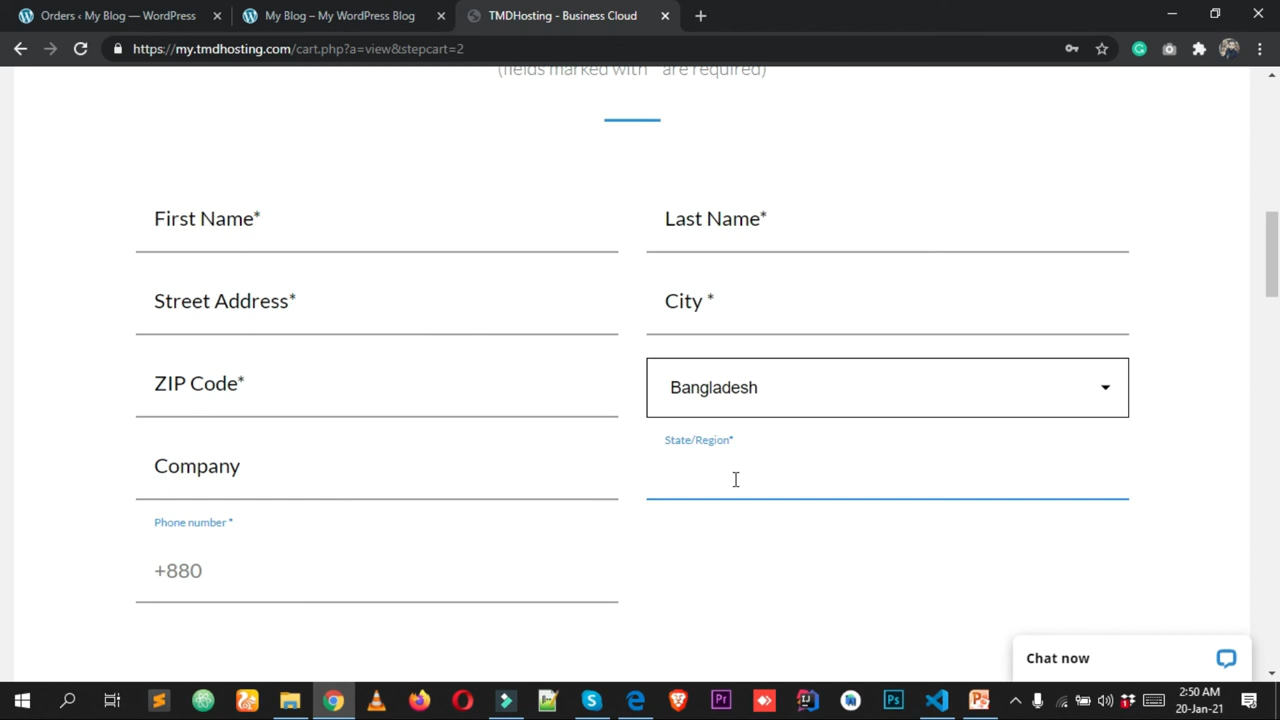 Orders ‹ My Blog — WordPress
My Blog – My WordPress Blog
TMDHosting - Business Cloud
https://my.tmdhosting.com/cart.php?a=view&stepcart=2
(fields marked with * are required)
First Name*
Last Name*
Street Address*
City *
ZIP Code*
Bangladesh
State/Region*
Company
Phone number *
+880
Chat now
2:50 AM
20-Jan-21